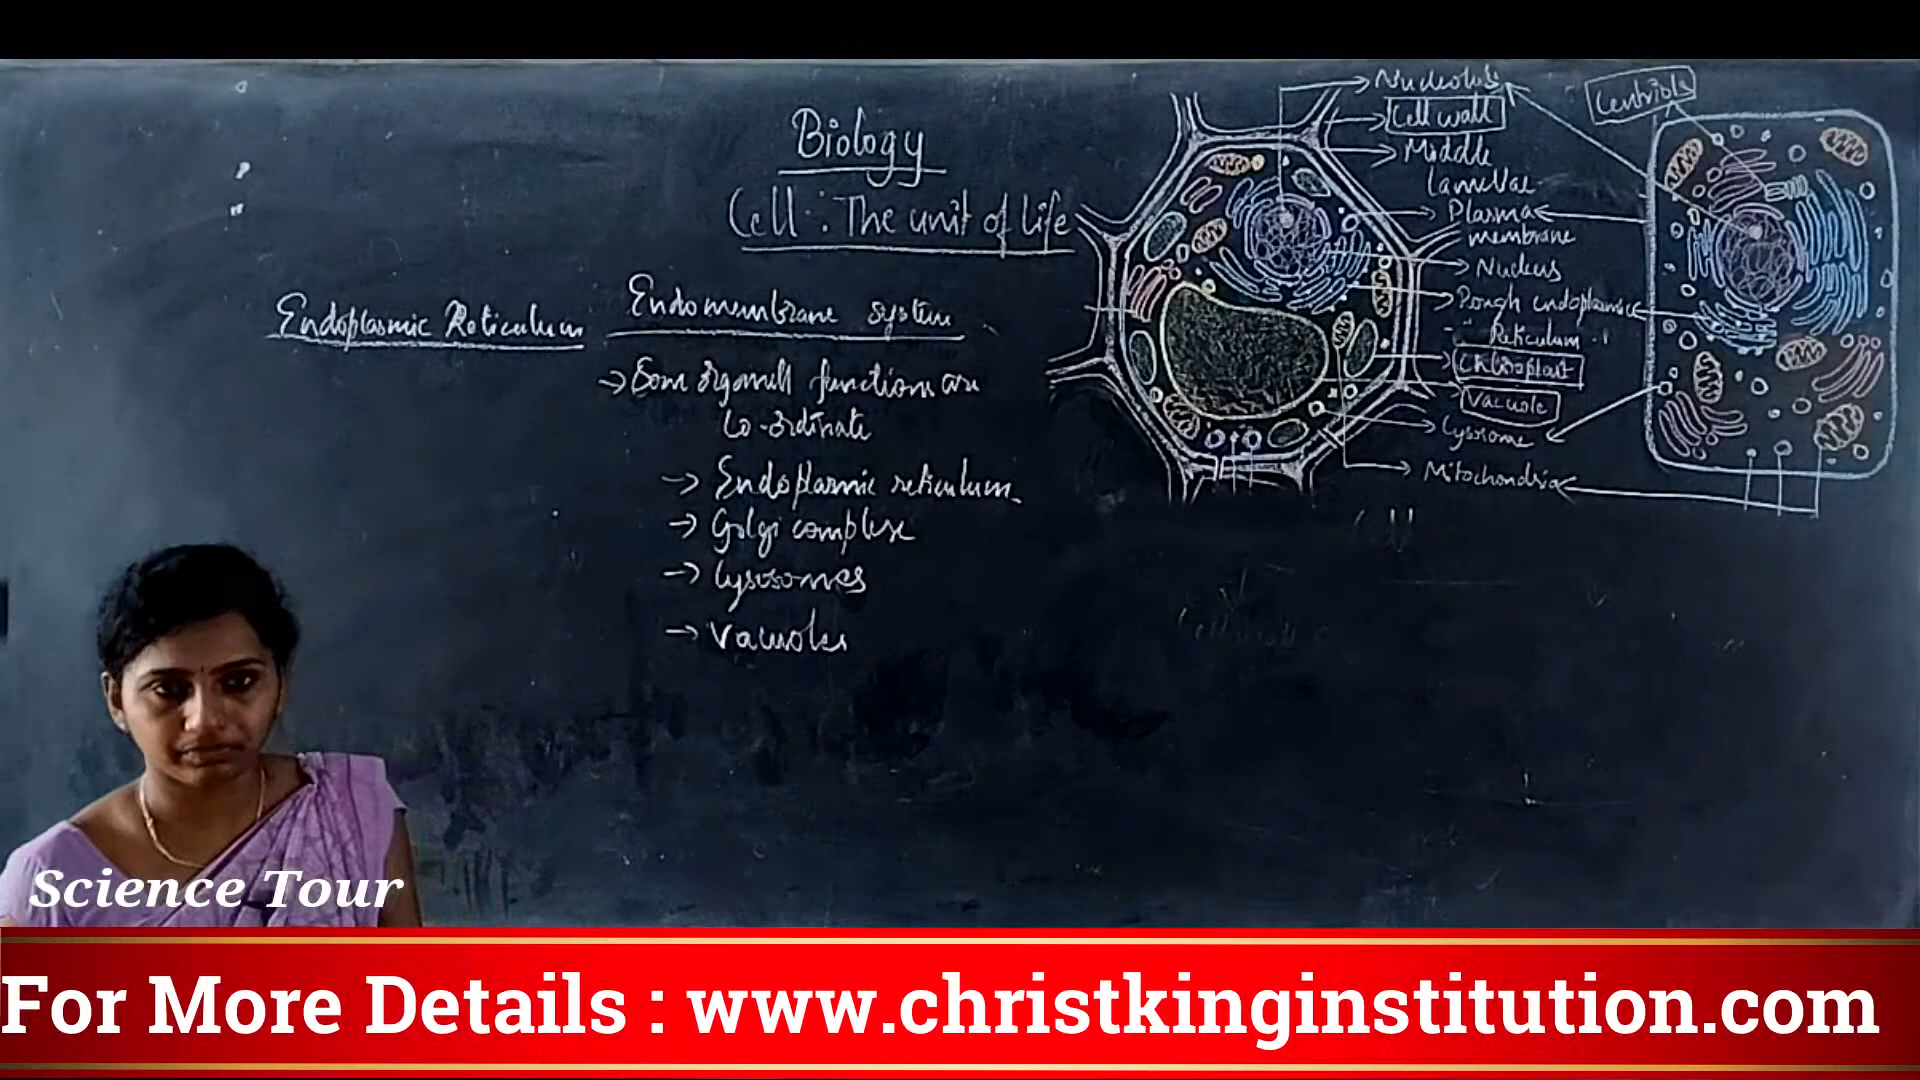 Biology
Cell : The unit of life
Endoplasmic Reticulum
Endomembrane system
→ Some organell functions are
Co-ordinate
→ Endoplasmic reticulum
→ Golgi complex
→ Lysosomes
→ Vacuoles
Nucleolus
Cell wall
Middle
lamellae
Plasma
membrane
Nucleus
Rough endoplasmic
Reticulum
Chloroplast
Vacuole
Lysosome
Mitochondria
Centriole
Science Tour
For More Details : www.christkinginstitution.com